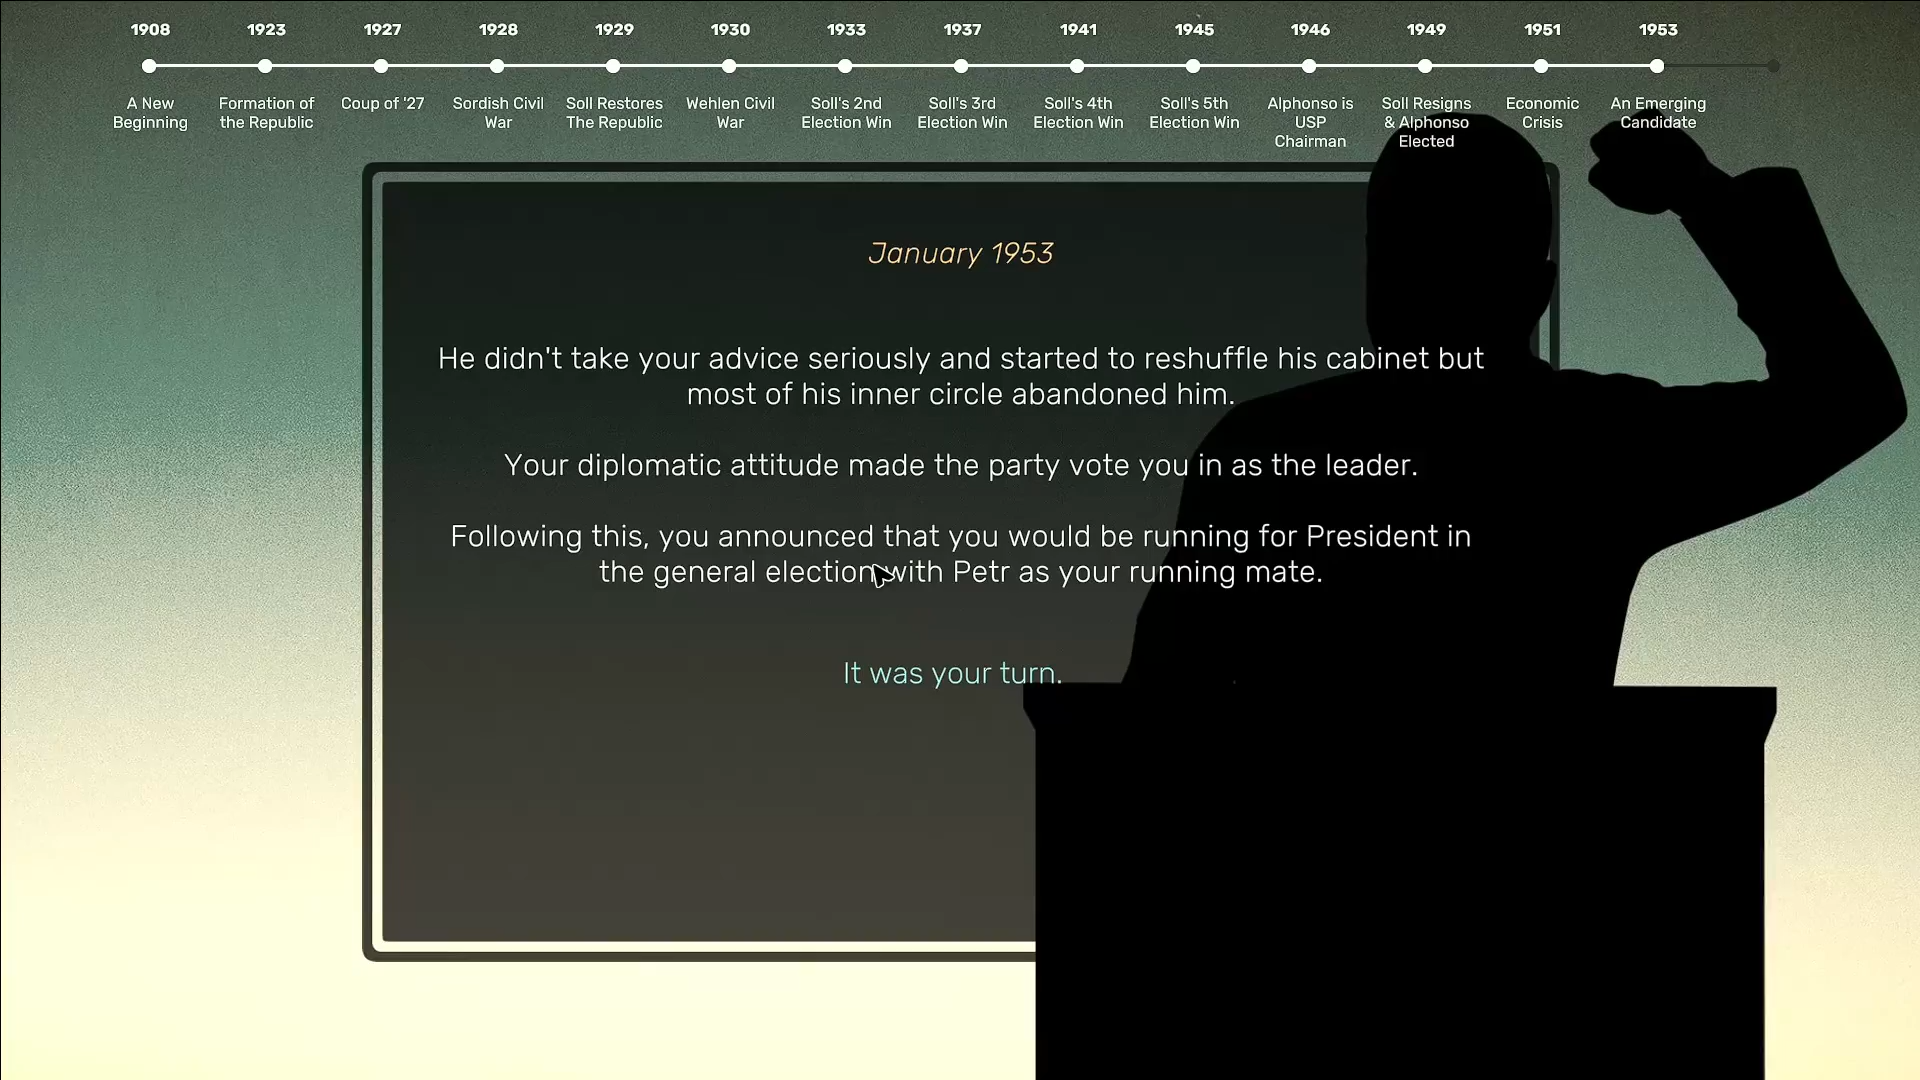 1908
1923
1927
1928
1929
1930
1933
1937
1941
1945
1946
1949
1951
1953
A New
Beginning
Formation of
the Republic
Coup of '27
Sordish Civil
War
Soll Restores
The Republic
Wehlen Civil
War
Soll's 2nd
Election Win
Soll's 3rd
Election Win
Soll's 4th
Election Win
Soll's 5th
Election Win
Alphonso is
USP
Chairman
Soll Resigns
& Alphonso
Elected
Economic
Crisis
An Emerging
Candidate
January 1953
He didn't take your advice seriously and started to reshuffle his cabinet but
most of his inner circle abandoned him.
Your diplomatic attitude made the party vote you in as the leader.
Following this, you announced that you would be running for President in
the general election with Petr as your running mate.
It was your turn.